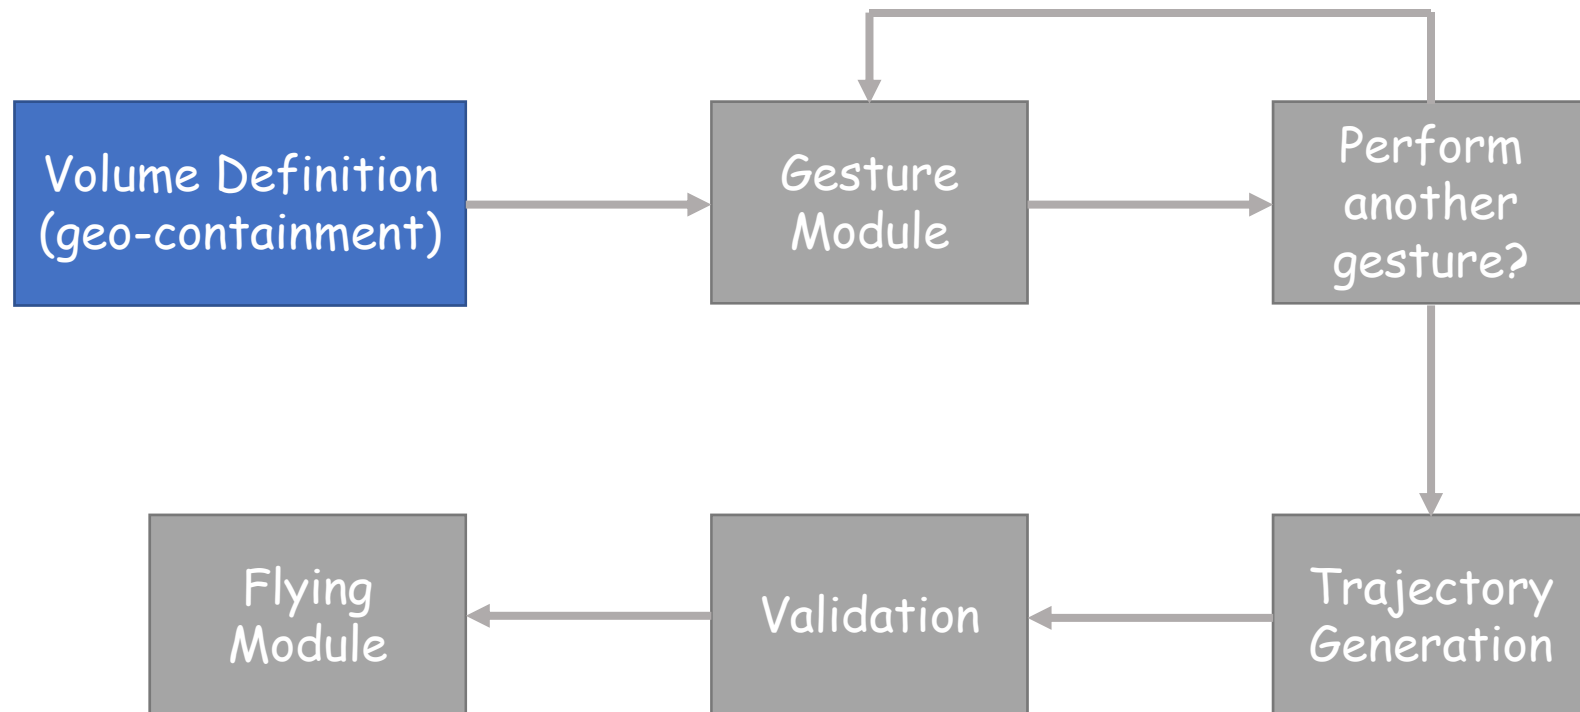 Volume Definition
(geo-containment)
Gesture
Module
Perform
another
gesture?
Flying
Module
Validation
Trajectory
Generation